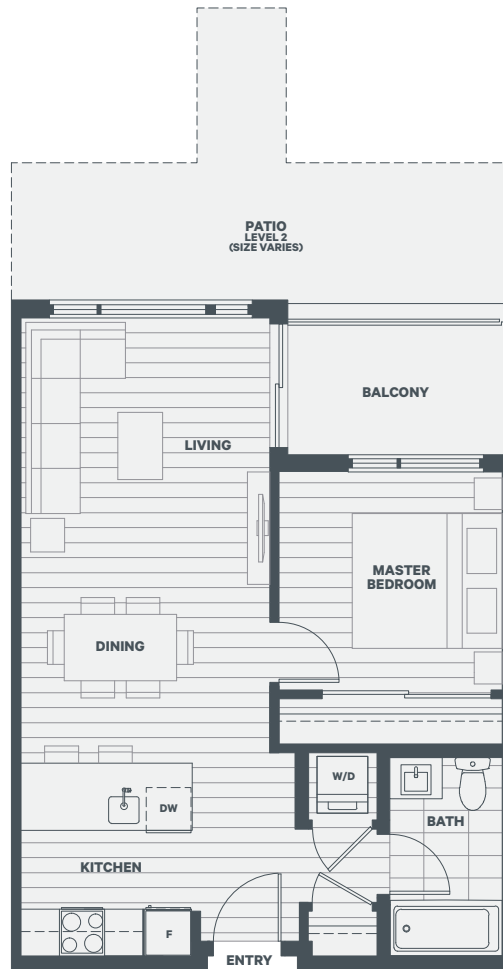 PATIO
LEVEL 2
(SIZE VARIES)
BALCONY
LIVING
MASTER
BEDROOM
DINING
W/D
DW
BATH
KITCHEN
F
ENTRY